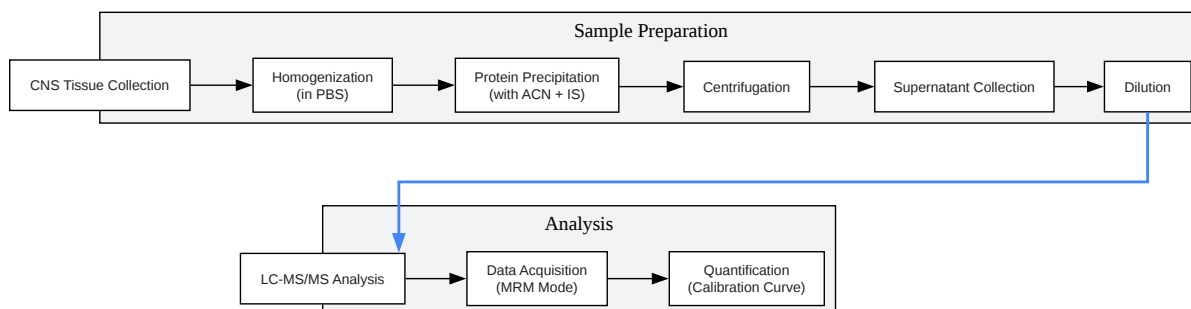 Sample Preparation
CNS Tissue Collection
Homogenization
(in PBS)
Protein Precipitation
(with ACN + IS)
Centrifugation
Supernatant Collection
Dilution
Analysis
LC-MS/MS Analysis
Data Acquisition
(MRM Mode)
Quantification
(Calibration Curve)